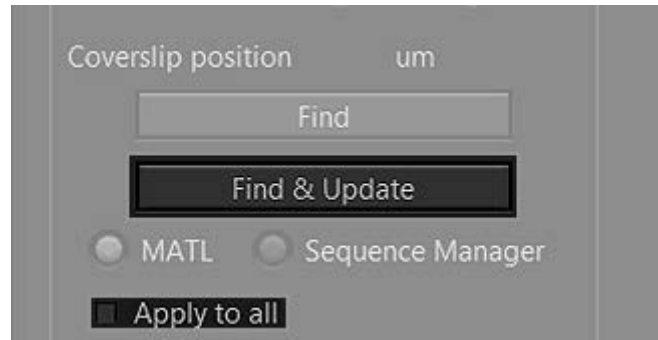 Coverslip position um
Find
Find & Update
MATL Sequence Manager
Apply to all